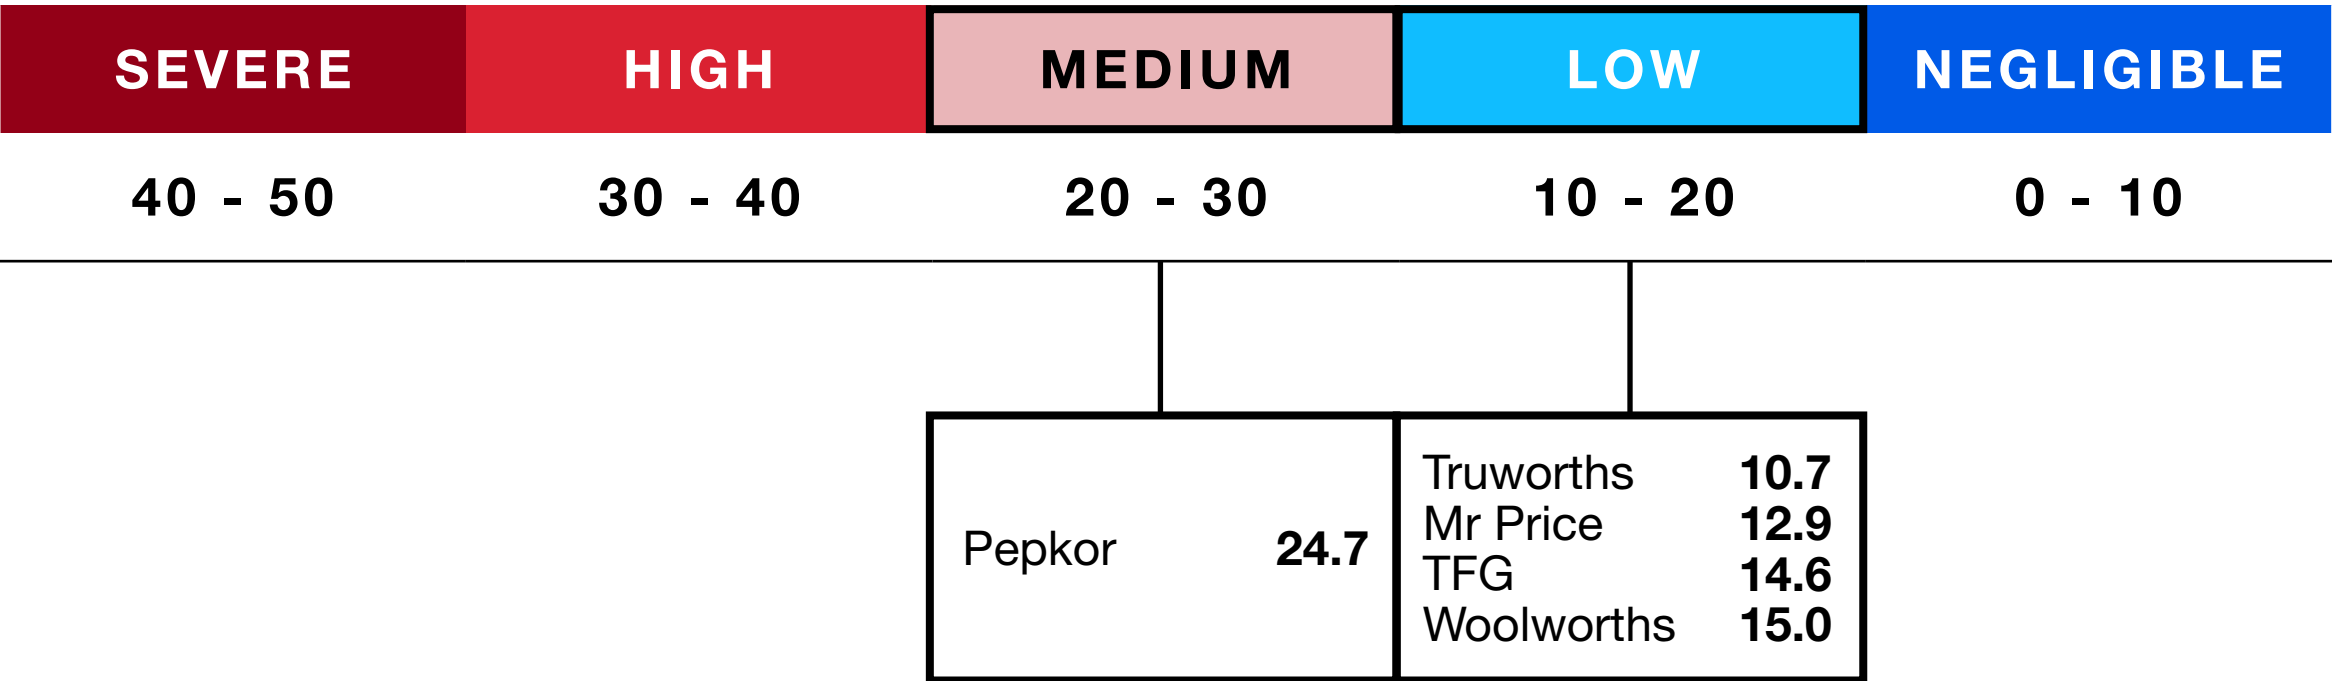 SEVERE HIGH MEDIUM LOW NEGLIGIBLE
40 - 50 30 - 40 20 - 30 10 - 20 0 - 10
Pepkor 24.7
Truworths 10.7
Mr Price 12.9
TFG 14.6
Woolworths 15.0